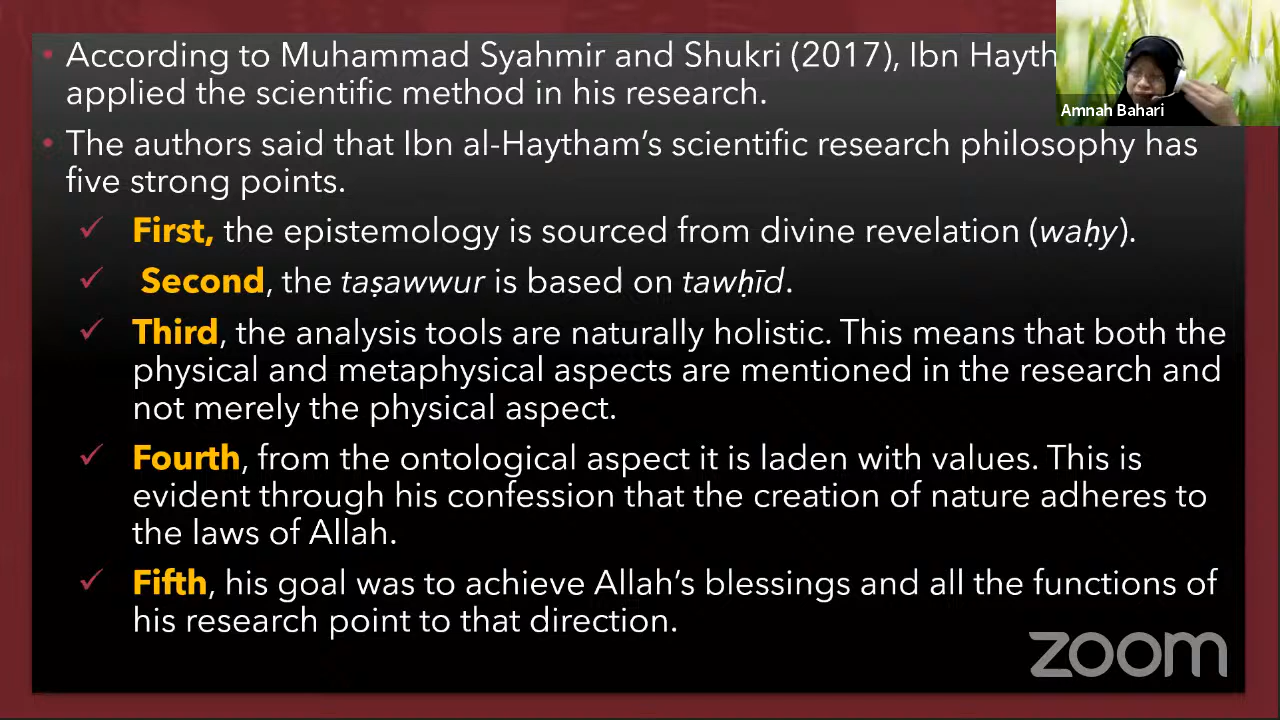 • According to Muhammad Syahmir and Shukri (2017), Ibn
applied the scientific method in his research.
• The authors said that Ibn al-Haytham’s scientific research philosophy has
five strong points.
✓ First, the epistemology is sourced from divine revelation (waḥy).
✓ Second, the taṣawwur is based on tawḥīd.
✓ Third, the analysis tools are naturally holistic. This means that both the
physical and metaphysical aspects are mentioned in the research and
not merely the physical aspect.
✓ Fourth, from the ontological aspect it is laden with values. This is
evident through his confession that the creation of nature adheres to
the laws of Allah.
✓ Fifth, his goal was to achieve Allah’s blessings and all the functions of
his research point to that direction.
Amnah Bahari
zoom